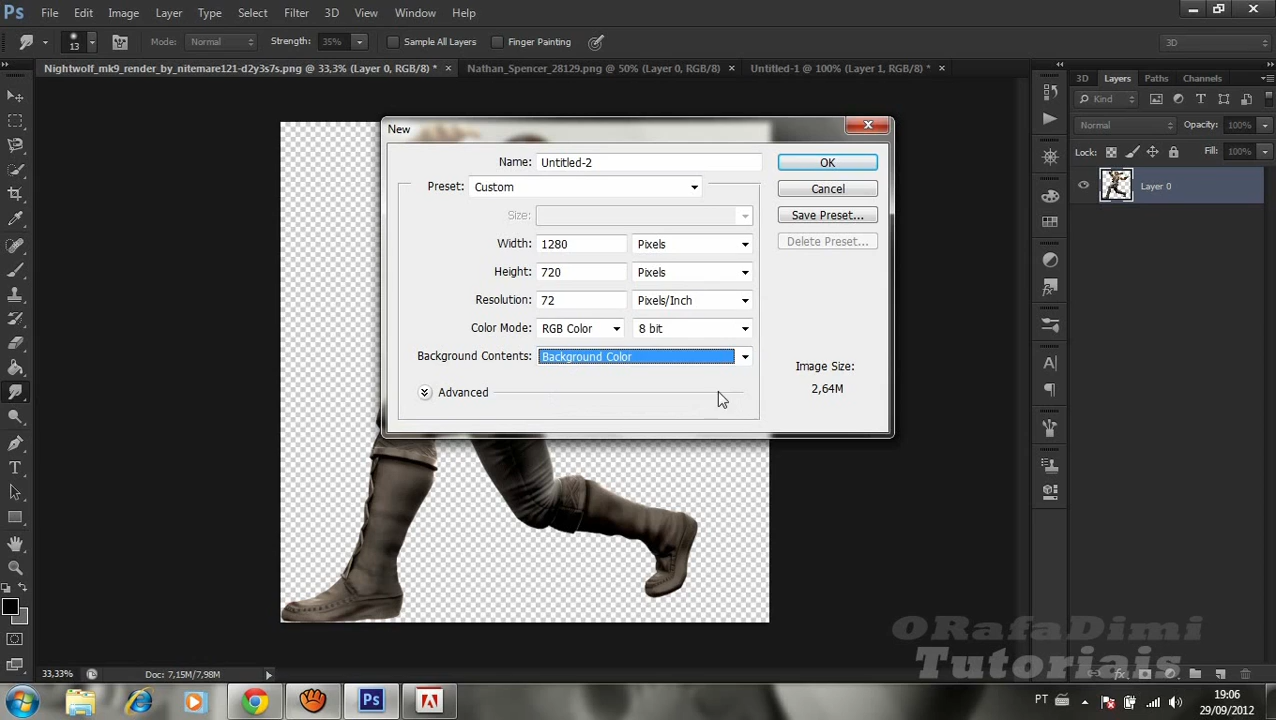 Ps File Edit Image Layer Type Select Filter 3D View Window Help
13 Mode: Normal Strength: 35% Sample All Layers Finger Painting 3D
Nightwolf_mk9_render_by_nitemare121-d2y3s7s.png @ 33,3% (Layer 0, RGB/8) * Nathan_Spencer_28129.png @ 50% (Layer 0, RGB/8) Untitled-1 @ 100% (Layer 1, RGB/8) *
3D Layers Paths Channels
Kind
Normal Opacity: 100%
Lock: Fill: 100%
Layer 0
New
Name: Untitled-2 OK
Preset: Custom Cancel
Size: Save Preset...
Width: 1280 Pixels Delete Preset...
Height: 720 Pixels
Resolution: 72 Pixels/Inch
Color Mode: RGB Color 8 bit
Background Contents: Background Color
Image Size:
2,64M
Advanced
ORafaDimi
Tutoriais
33,33% Doc: 7,15M/7,98M
Ps PT 19:06
29/09/2012